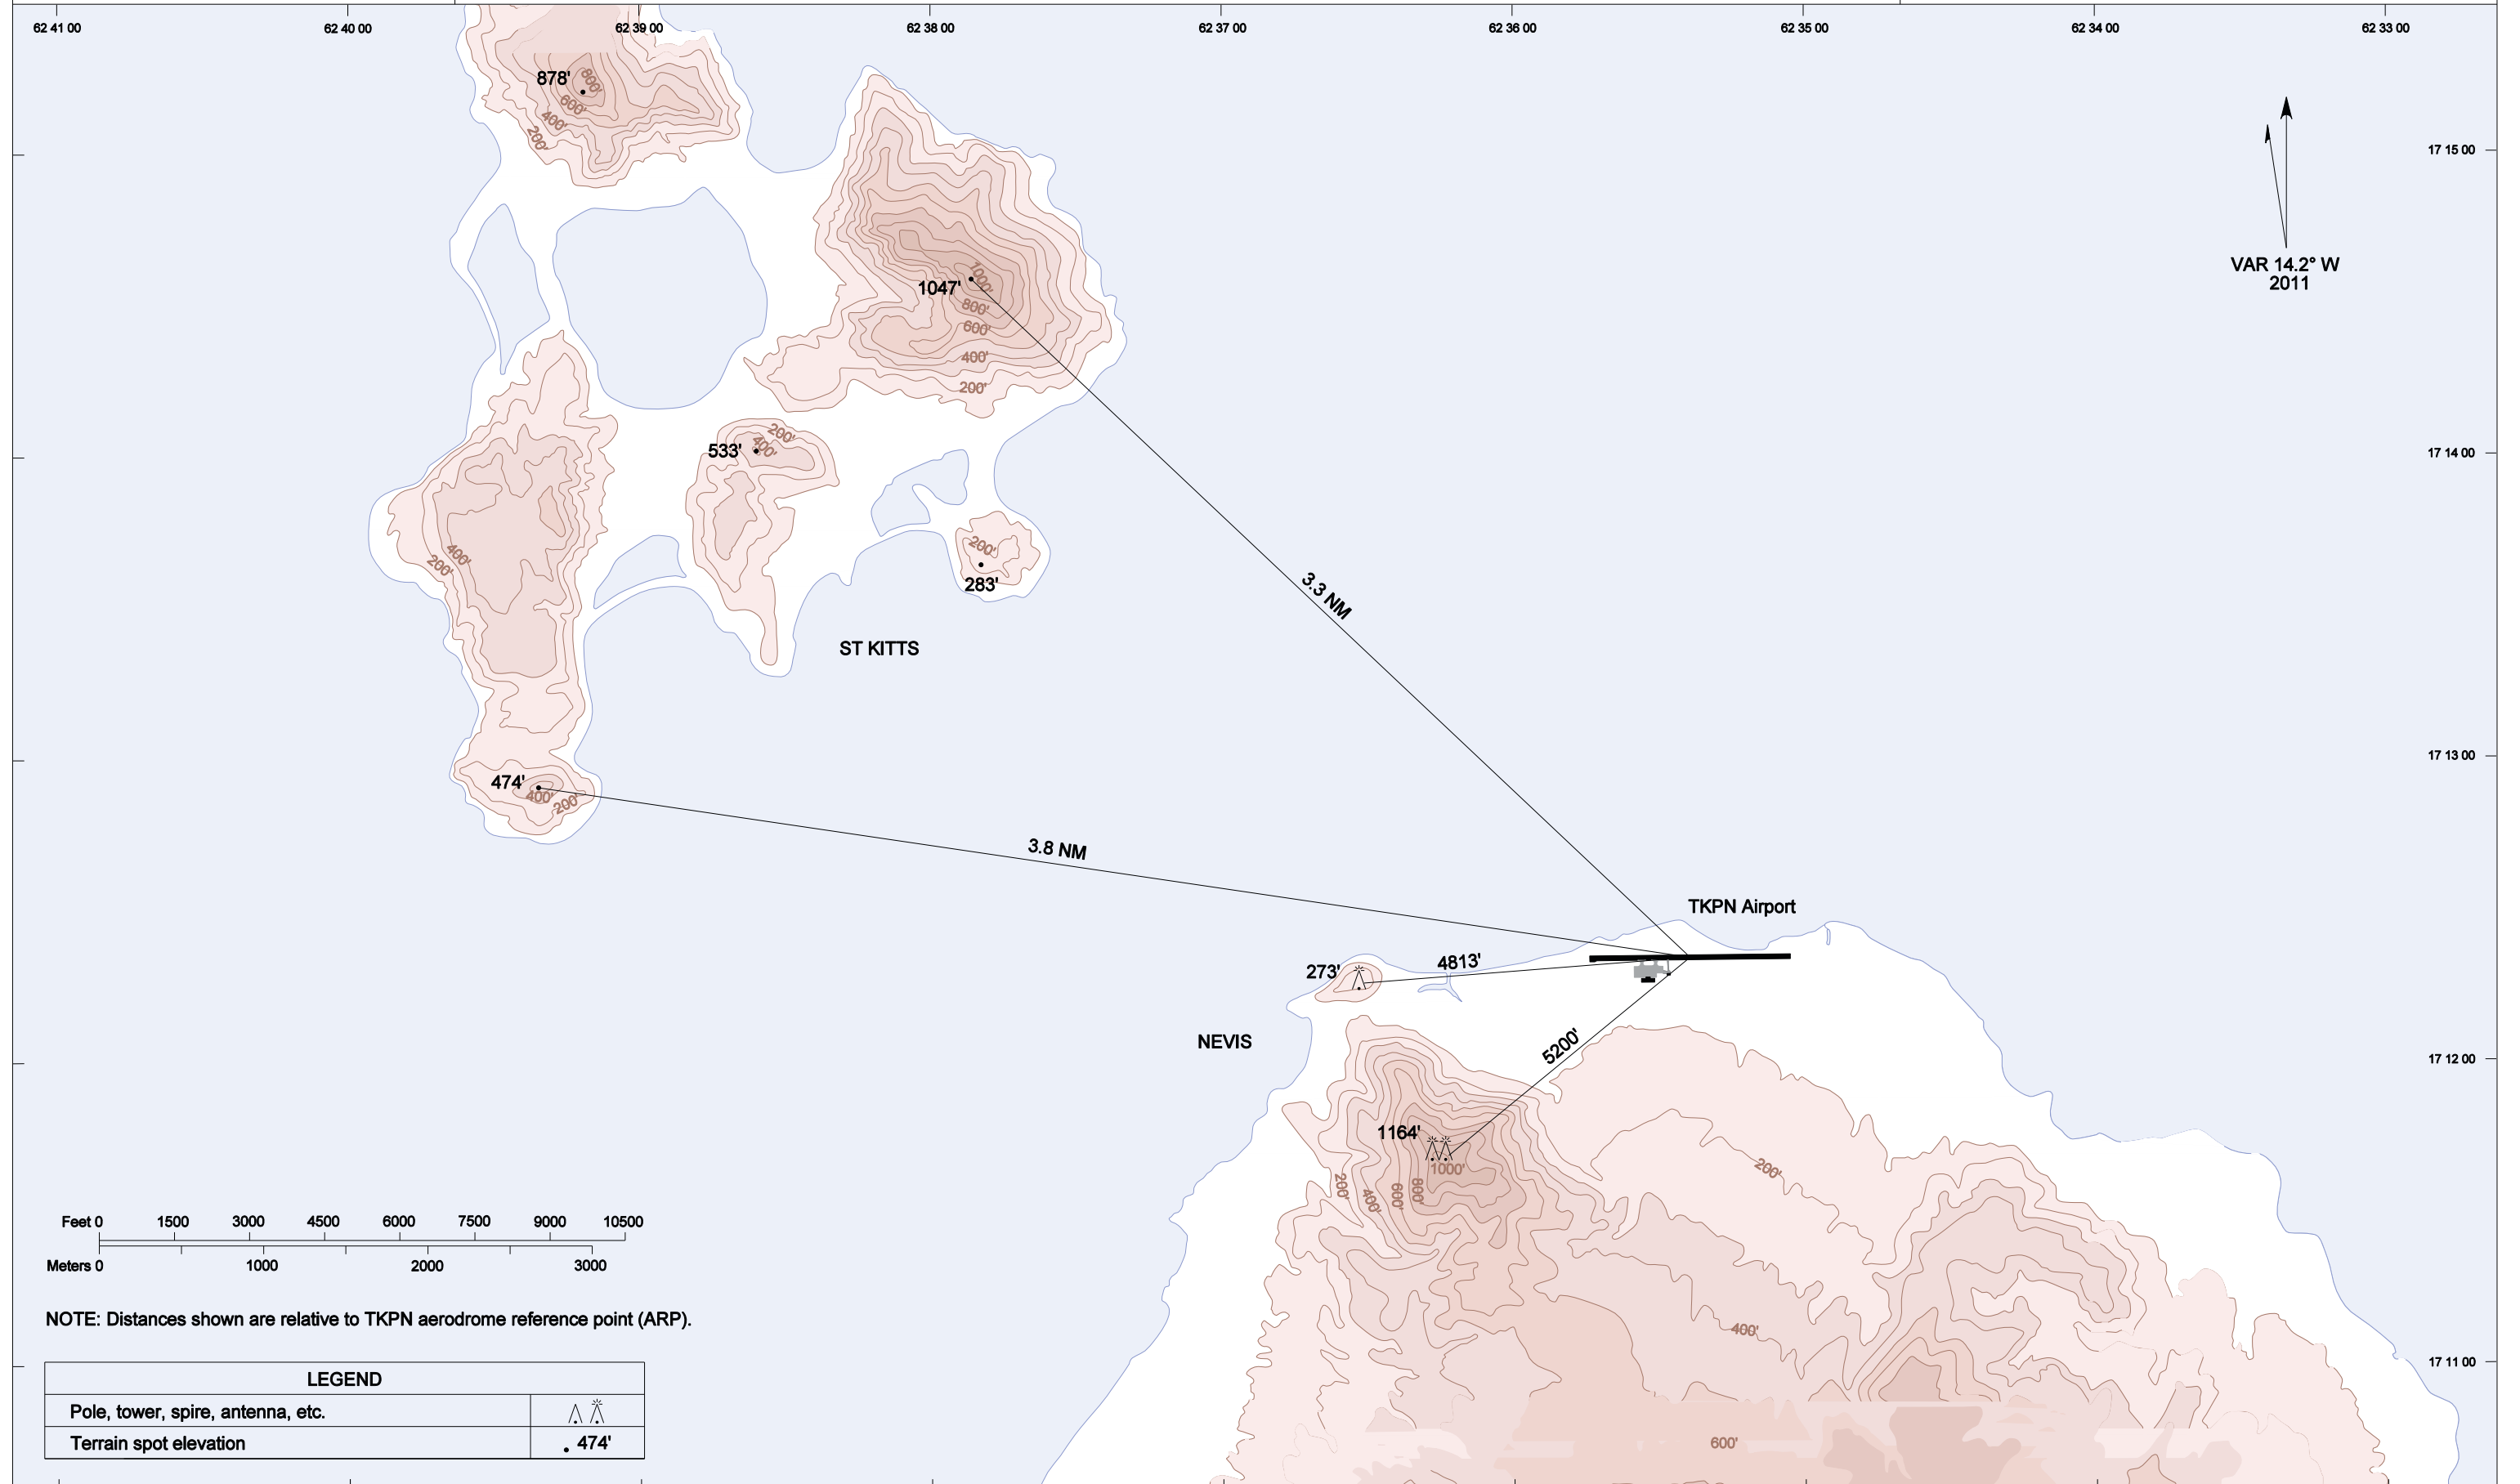 62 41 00
62 40 00
62 39 00
62 38 00
62 37 00
62 36 00
62 35 00
62 34 00
62 33 00
878'
800'
600'
400'
200'
17 15 00
VAR 14.2° W
2011
1047'
1000'
800'
600'
400'
200'
533'
200'
400'
17 14 00
200'
283'
400'
200'
3.3 NM
ST KITTS
17 13 00
474'
400'
200'
3.8 NM
TKPN Airport
273'
4813'
NEVIS
5200'
17 12 00
1164'
1000'
200'
400'
600'
800'
200'
400'
600'
17 11 00
Feet 0 1500 3000 4500 6000 7500 9000 10500
Meters 0 1000 2000 3000
NOTE: Distances shown are relative to TKPN aerodrome reference point (ARP).
LEGEND
Pole, tower, spire, antenna, etc.
Terrain spot elevation . 474'